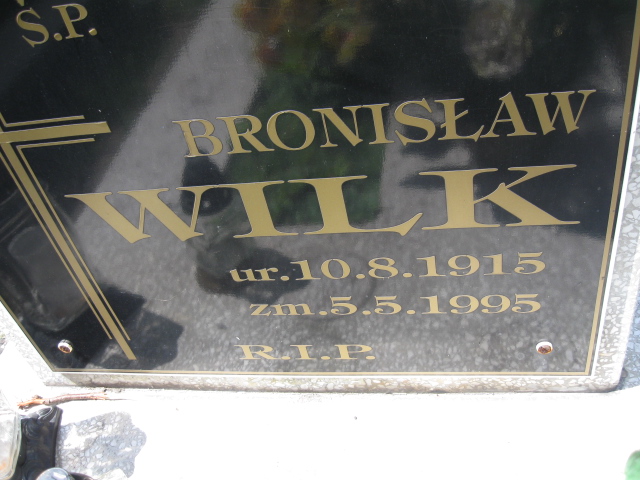 Ś.P.
BRONISŁAW
WILK
ur.10.8.1915
zm.5.5.1995
R.I.P.